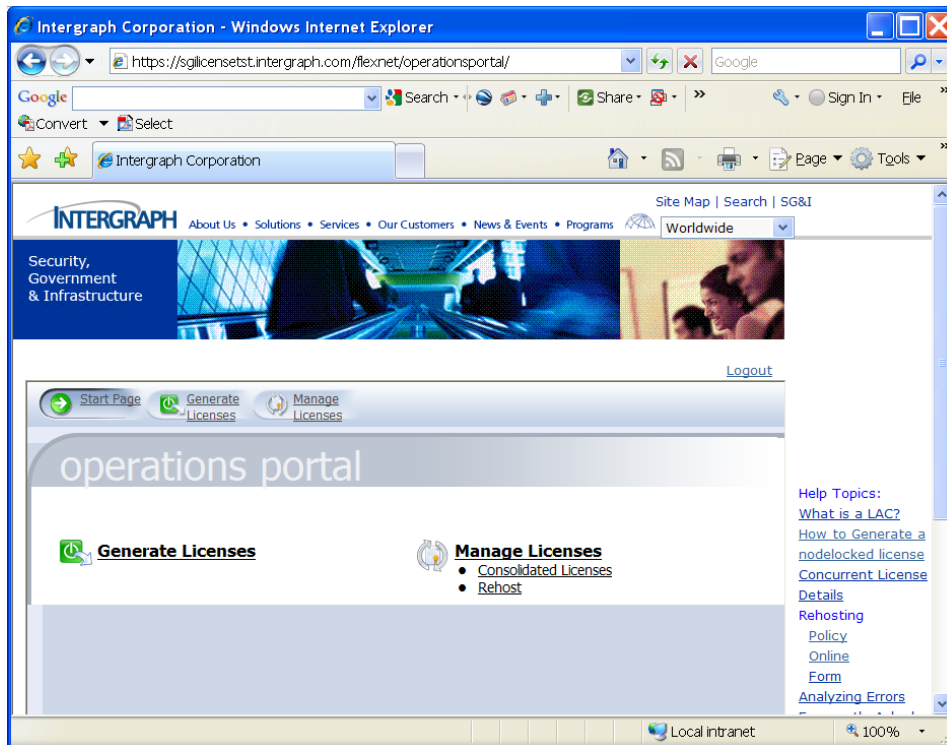 Intergraph Corporation - Windows Internet Explorer
https://sgilicensetst.intergraph.com/flexnet/operationsportal/
Google
Google
Search
Share
»
Sign In
File
»
Convert
Select
Intergraph Corporation
Page
Tools
»
Site Map | Search | SG&I
INTERGRAPH
About Us • Solutions • Services • Our Customers • News & Events • Programs
Worldwide
Security,
Government
& Infrastructure
Logout
Start Page
Generate
Licenses
Manage
Licenses
operations portal
Generate Licenses
Manage Licenses
• Consolidated Licenses
• Rehost
Help Topics:
What is a LAC?
How to Generate a
nodelocked license
Concurrent License
Details
Rehosting
Policy
Online
Form
Analyzing Errors
Local intranet
100%